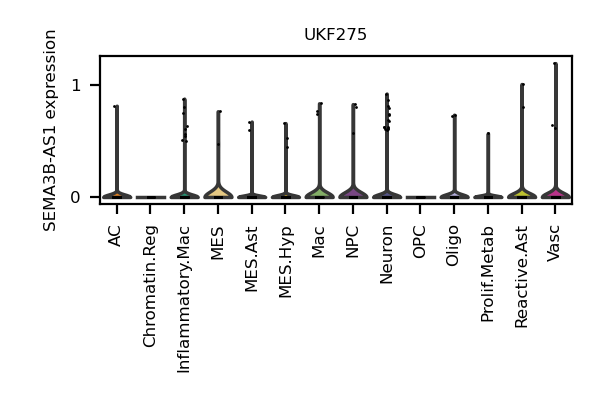 UKF275
SEMA3B-AS1 expression
1
0
AC
Chromatin.Reg
Inflammatory.Mac
MES
MES.Ast
MES.Hyp
Mac
NPC
Neuron
OPC
Oligo
Prolif.Metab
Reactive.Ast
Vasc